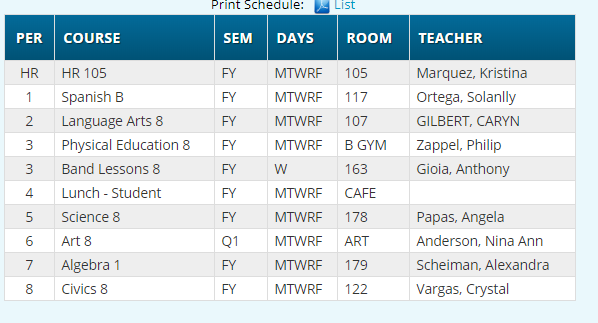 Print Schedule: List
PER COURSE SEM DAYS ROOM TEACHER
HR HR 105 FY MTWRF 105 Marquez, Kristina
1 Spanish B FY MTWRF 117 Ortega, Solanlly
2 Language Arts 8 FY MTWRF 107 GILBERT, CARYN
3 Physical Education 8 FY MTWRF B GYM Zappel, Philip
3 Band Lessons 8 FY W 163 Gioia, Anthony
4 Lunch - Student FY MTWRF CAFE
5 Science 8 FY MTWRF 178 Papas, Angela
6 Art 8 Q1 MTWRF ART Anderson, Nina Ann
7 Algebra 1 FY MTWRF 179 Scheiman, Alexandra
8 Civics 8 FY MTWRF 122 Vargas, Crystal